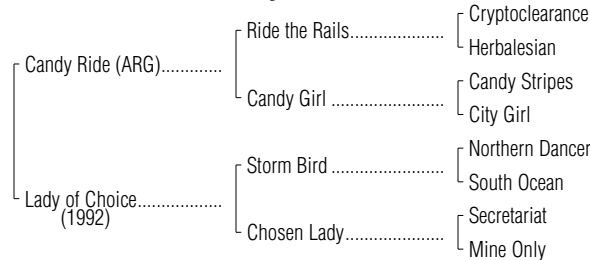 Cryptoclearance
Ride the Rails....................
Herbalesian
Candy Ride (ARG).............
Candy Stripes
Candy Girl ........................
City Girl
Northern Dancer
Storm Bird ........................
South Ocean
Lady of Choice..................
(1992)
Secretariat
Chosen Lady.....................
Mine Only